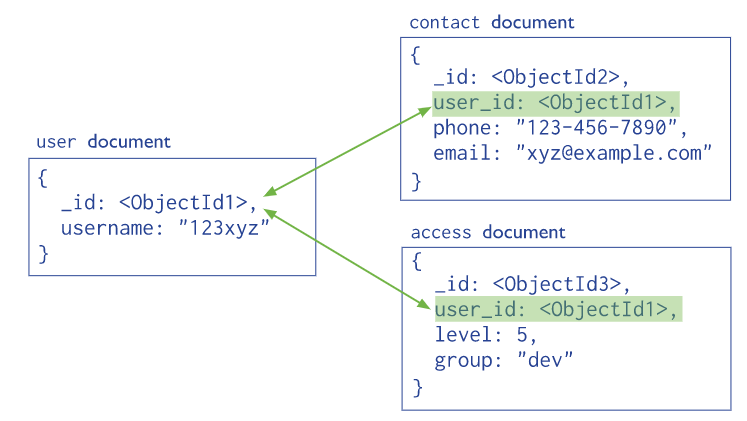 user document
{
_id: <ObjectId1>,
username: "123xyz"
}
contact document
{
_id: <ObjectId2>,
user_id: <ObjectId1>,
phone: "123-456-7890",
email: "xyz@example.com"
}
access document
{
_id: <ObjectId3>,
user_id: <ObjectId1>,
level: 5,
group: "dev"
}